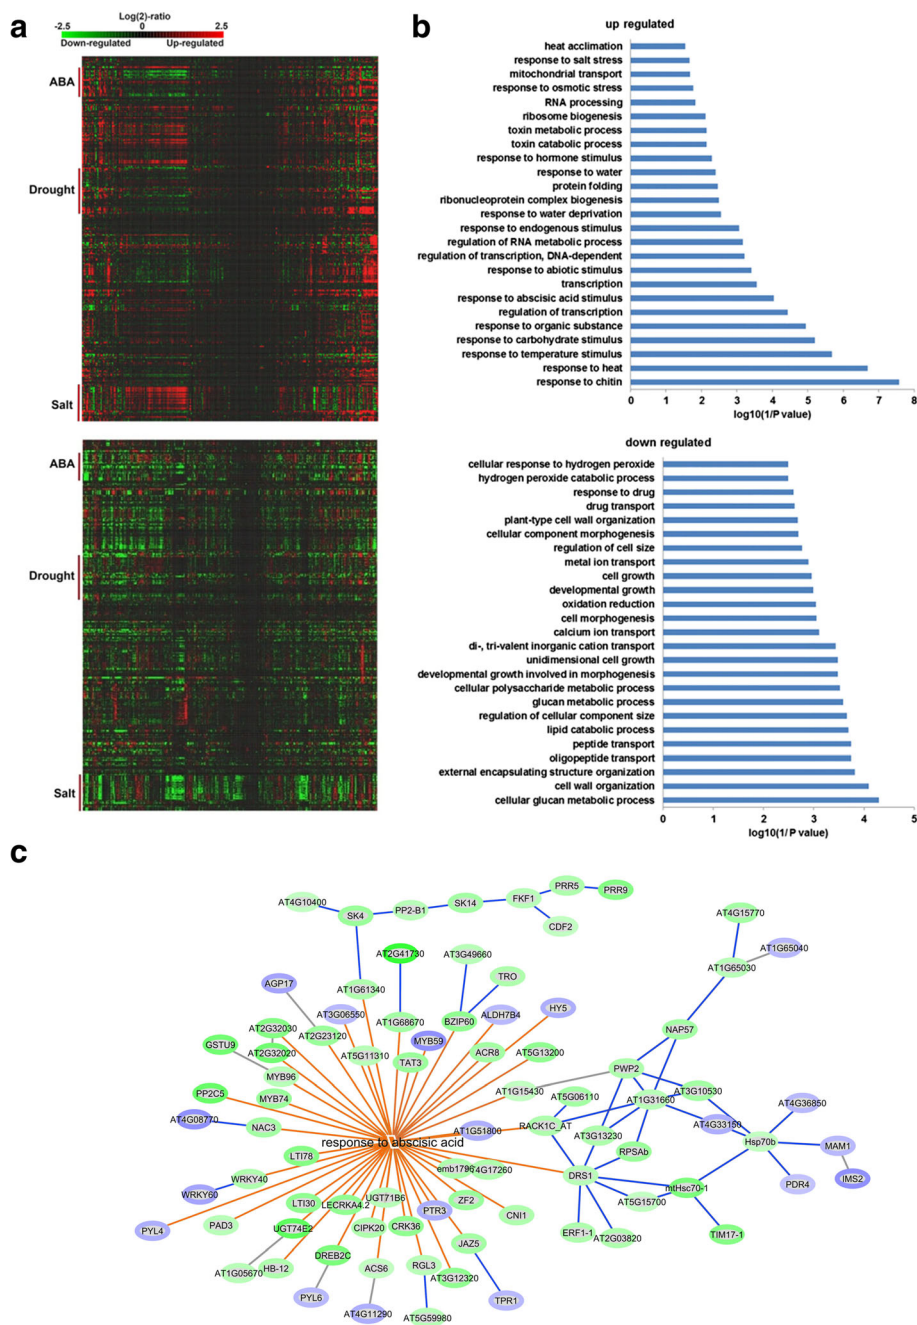 a
Log(2)-ratio
-2.5 0 2.5
Down-regulated Up-regulated
ABA
Drought
Salt
ABA
Drought
Salt
b
up regulated
heat acclimation
response to salt stress
mitochondrial transport
response to osmotic stress
RNA processing
ribosome biogenesis
toxin metabolic process
toxin catabolic process
response to hormone stimulus
response to water
protein folding
ribonucleoprotein complex biogenesis
response to water deprivation
response to endogenous stimulus
regulation of RNA metabolic process
regulation of transcription, DNA-dependent
response to abiotic stimulus
transcription
response to abscisic acid stimulus
regulation of transcription
response to organic substance
response to carbohydrate stimulus
response to temperature stimulus
response to heat
response to chitin
0 1 2 3 4 5 6 7 8
log10(1/P value)
down regulated
cellular response to hydrogen peroxide
hydrogen peroxide catabolic process
response to drug
drug transport
plant-type cell wall organization
cellular component morphogenesis
regulation of cell size
metal ion transport
cell growth
developmental growth
oxidation reduction
cell morphogenesis
calcium ion transport
di-, tri-valent inorganic cation transport
unidimensional cell growth
developmental growth involved in morphogenesis
cellular polysaccharide metabolic process
glucan metabolic process
regulation of cellular component size
lipid catabolic process
peptide transport
oligopeptide transport
external encapsulating structure organization
cell wall organization
cellular glucan metabolic process
0 1 2 3 4 5
log10(1/P value)
c
PRR5 PRR9
AT4G10400 SK4 PP2-B1 SK14 FKF1
CDF2
AT4G15770
AT2G41730 AT3G49660
AT1G65040
AT1G65030
TRO
AGP17 AT1G61340
AT3G06550 AT1G68670 BZIP60 ALDH7B4 HY5
AT2G32030 AT2G23120 MYB59 NAP57
GSTU9 AT2G32020 AT5G11310 TAT3 ACR8 AT5G13200
MYB96 PWP2
PP2C5 MYB74 AT1G15430 AT5G06110 AT1G31660 AT3G10530
AT4G08770 NAC3 AT1G51800 RACK1C_AT AT3G13230 AT4G33150 AT4G36850
response to abscisic acid Hsp70b MAM1
LTI78 RPSAb
WRKY40 emb1796 AT4G17260 DRS1 IMS2
WRKY60 PDR4
LTI30 LECRKA4.2 UGT71B6 PTR3 ZF2 AT5G15700 mtHsc70-1
PYL4 PAD3 UGT74E2 CIPK20 CRK36 CNI1
ERF1-1 AT2G03820 TIM17-1
DREB2C JAZ5
AT1G05670 HB-12 ACS6 RGL3 AT3G12320
PYL6 TPR1
AT4G11290 AT5G59980